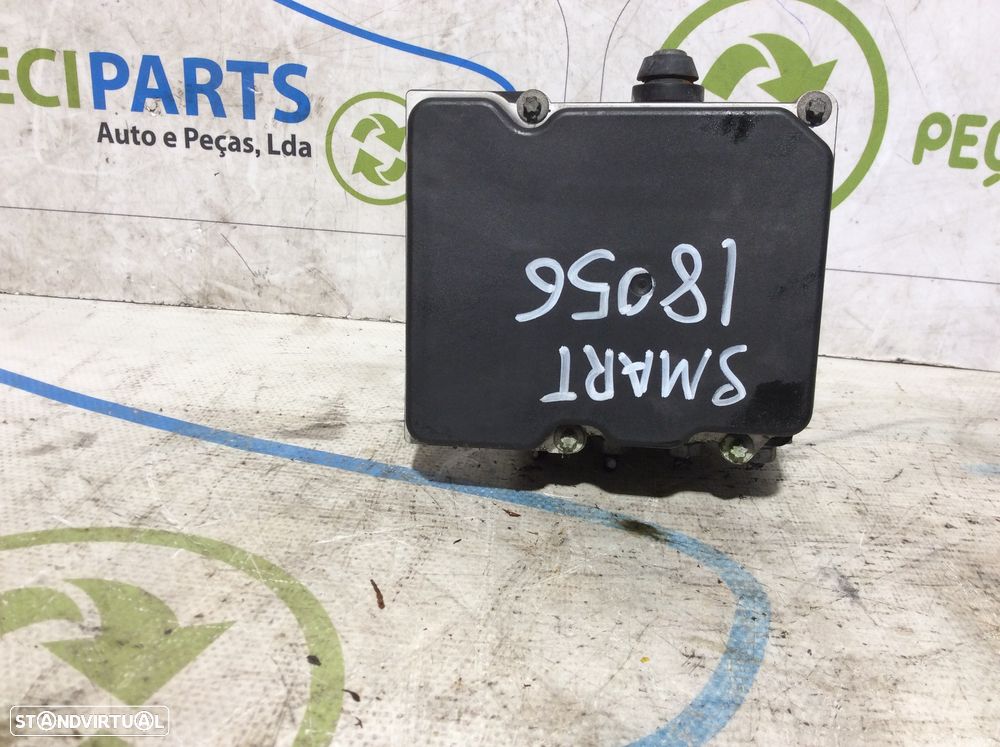 ECIPARTS
Auto e Peças, Lda
PEÇ
SMART
18056
STANDVIRTUAL